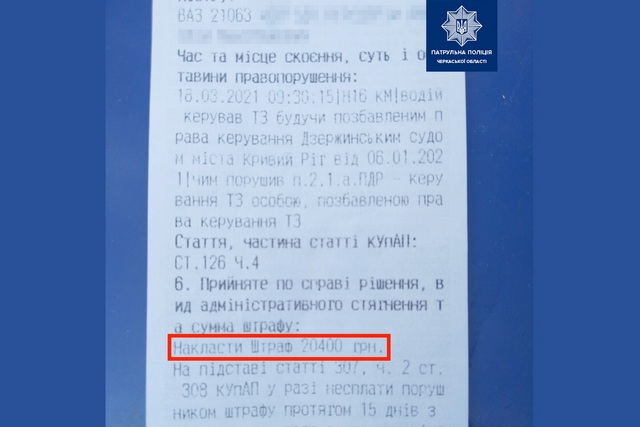 ВАЗ 21063
Час та місце скоєння, суть і о
тавини правопорушення:
18.03.2021 09:30:15|Н16 КМ|водій
керував ТЗ будучи позбавленим п
рава керування Дзержинським судо
м міста Кривий Ріг від 06.01.202
1|чим порушив п.2.1.а.ПДР – керу
вання ТЗ особою, позбавленою пра
ва керування ТЗ
Стаття, частина статті КУпАП:
СТ.126 Ч.4
6. Прийняте по справі рішення, в
ид адміністративного стягнення т
а сумма штрафу:
Накласти Штраф 20400 грн.
На підставі статті 307, ч. 2 ст.
308 КУпАП у разі несплати поруш
ником штрафу протягом 15 днів з
ПАТРУЛЬНА ПОЛІЦІЯ
ЧЕРКАСЬКОЇ ОБЛАСТІ